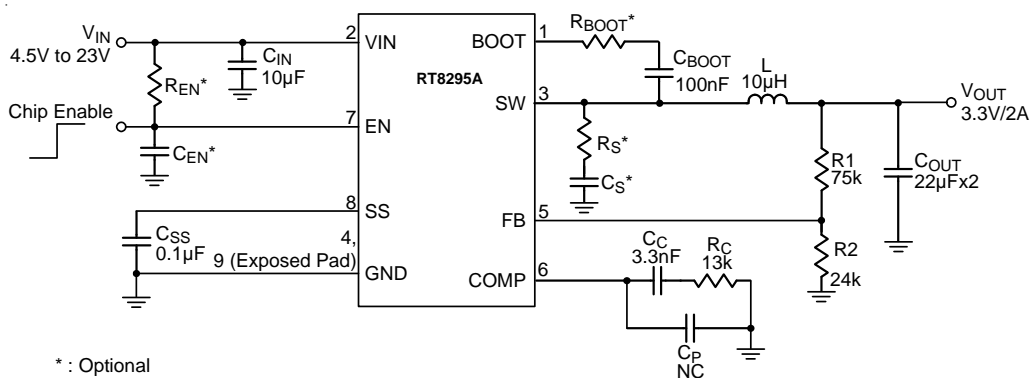 VIN
4.5V to 23V
REN*
CIN
10µF
Chip Enable
CEN*
CSS
0.1µF
2
VIN
7
EN
8
SS
4,
9 (Exposed Pad)
GND
RT8295A
BOOT
1
SW
3
FB
5
COMP
6
RBOOT*
CBOOT
100nF
L
10µH
RS*
CS*
VOUT
3.3V/2A
R1
75k
COUT
22µFx2
R2
24k
CC
3.3nF
RC
13k
CP
NC
* : Optional